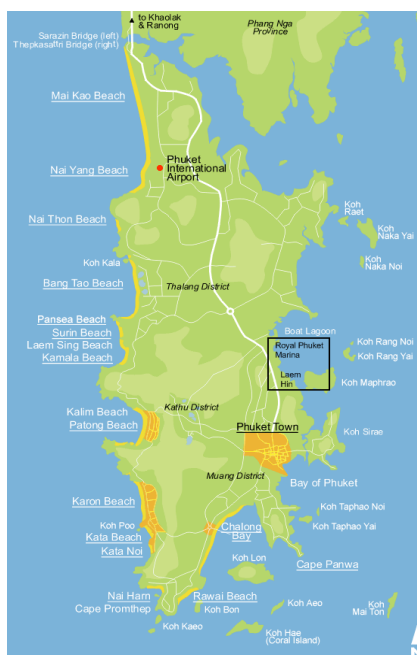 to Khaolak
& Ranong
Phang Nga
Province
Sarazin Bridge (left)
Thepkasattri Bridge (right)
Mai Kao Beach
Phuket
International
Airport
Nai Yang Beach
Koh
Raet
Nai Thon Beach
Koh
Naka Yai
Koh Kala
Koh
Naka Noi
Bang Tao Beach
Thalang District
Pansea Beach
Surin Beach
Laem Sing Beach
Kamala Beach
Boat Lagoon
Royal Phuket
Marina
Koh Rang Noi
Koh Rang Yai
Laem
Hin
Koh Maphrao
Kalim Beach
Patong Beach
Kathu District
Phuket Town
Koh Sirae
Muang District
Bay of Phuket
Karon Beach
Koh Poo
Kata Beach
Kata Noi
Chalong
Bay
Koh Taphao Noi
Koh Taphao Yai
Koh Lon
Cape Panwa
Nai Harn
Cape Promthep
Rawai Beach
Koh Bon
Koh Aeo
Koh
Mai Ton
Koh Kaeo
Koh Hae
(Coral Island)